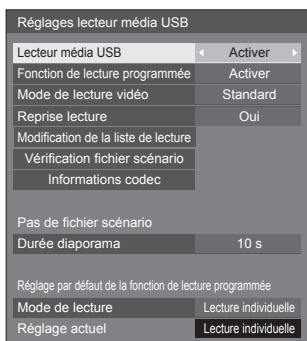 Réglages lecteur média USB
Lecteur média USB Activer
Fonction de lecture programmée Activer
Mode de lecture vidéo Standard
Reprise lecture Oui
Modification de la liste de lecture
Vérification fichier scénario
Informations codec
Pas de fichier scénario
Durée diaporama 10 s
Réglage par défaut de la fonction de lecture programmée
Mode de lecture Lecture individuelle
Réglage actuel Lecture individuelle